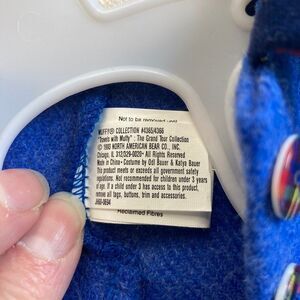 Not to be removed until
MUFFY® COLLECTION #4365/4366
"Travels with Muffy" : The Grand Tour Collection
© 1993 NORTH AMERICAN BEAR CO., INC.
Chicago, IL 312/329-0020 • All Rights Reserved
Made in China • Costume by Odl Bauer & Katya Bauer
This product meets or exceeds all government safety
regulations. Not recommended for children under 3 years
of age. If a child under 3 has access to this product,
remove all tags, buttons, trim and accessories.
Reclaimed Fibres